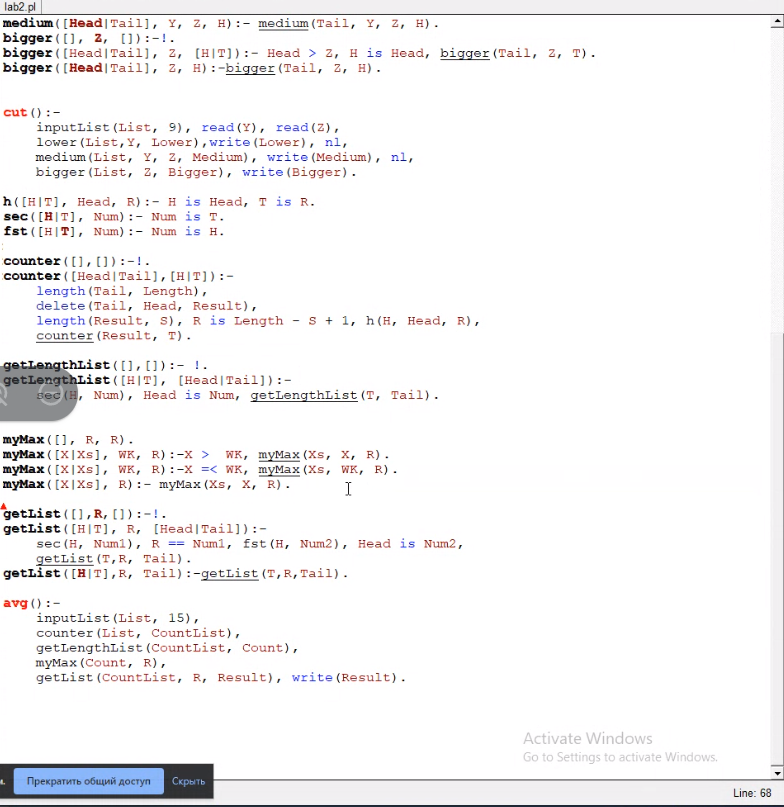 lab2.pl
medium([Head|Tail], Y, Z, H):- medium(Tail, Y, Z, H).
bigger([], Z, []):-!.
bigger([Head|Tail], Z, [H|T]):- Head > Z, H is Head, bigger(Tail, Z, T).
bigger([Head|Tail], Z, H):-bigger(Tail, Z, H).
cut():-
inputList(List, 9), read(Y), read(Z),
lower(List,Y, Lower),write(Lower), nl,
medium(List, Y, Z, Medium), write(Medium), nl,
bigger(List, Z, Bigger), write(Bigger).
h([H|T], Head, R):- H is Head, T is R.
sec([H|T], Num):- Num is T.
fst([H|T], Num):- Num is H.
counter([],[]):-!.
counter([Head|Tail],[H|T]):-
length(Tail, Length),
delete(Tail, Head, Result),
length(Result, S), R is Length - S + 1, h(H, Head, R),
counter(Result, T).
getLengthList([],[]):- !.
getLengthList([H|T], [Head|Tail]):-
sec(H, Num), Head is Num, getLengthList(T, Tail).
myMax([], R, R).
myMax([X|Xs], WK, R):-X >  WK, myMax(Xs, X, R).
myMax([X|Xs], WK, R):-X =< WK, myMax(Xs, WK, R).
myMax([X|Xs], R):- myMax(Xs, X, R).
getList([],R,[]):-!.
getList([H|T], R, [Head|Tail]):-
sec(H, Num1), R == Num1, fst(H, Num2), Head is Num2,
getList(T,R, Tail).
getList([H|T],R, Tail):-getList(T,R,Tail).
avg():-
inputList(List, 15),
counter(List, CountList),
getLengthList(CountList, Count),
myMax(Count, R),
getList(CountList, R, Result), write(Result).
Activate Windows
Go to Settings to activate Windows.
Прекратить общий доступ Скрыть
Line: 68